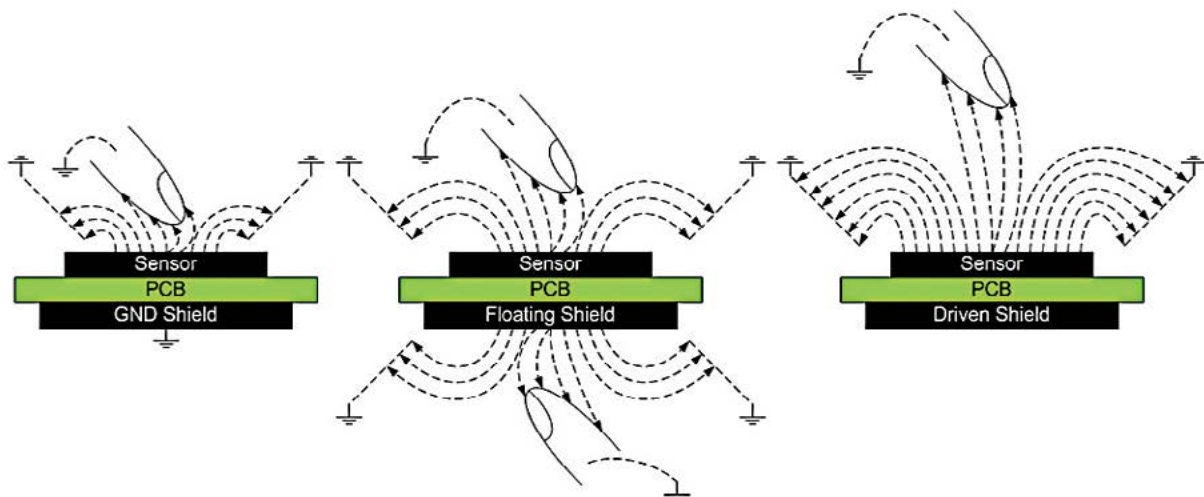 Sensor
PCB
GND Shield
Sensor
PCB
Floating Shield
Sensor
PCB
Driven Shield